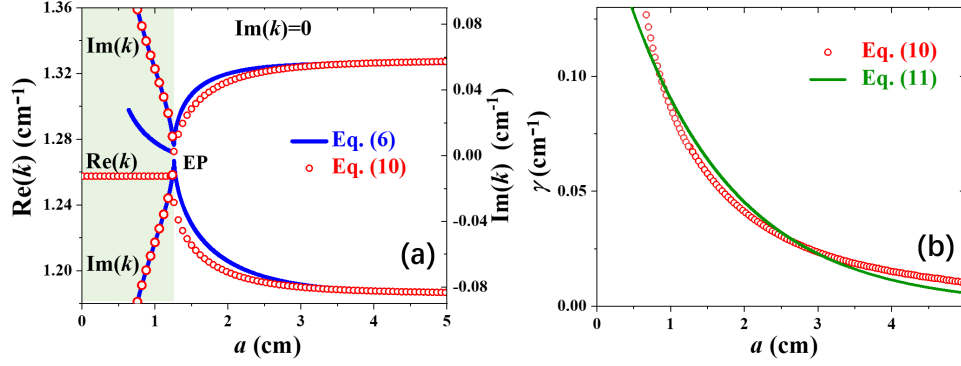 Im(k)
Im(k)=0
Re(k)
EP
Im(k)
Eq. (6)
Eq. (10)
(a)
Re(k) (cm⁻¹)
1.36
1.32
1.28
1.24
1.20
0 1 2 3 4 5
a (cm)
0.08
0.04
0.00
-0.04
-0.08
Im(k) (cm⁻¹)
Eq. (10)
Eq. (11)
(b)
γ (cm⁻¹)
0.10
0.05
0.00
0 1 3 4
a (cm)